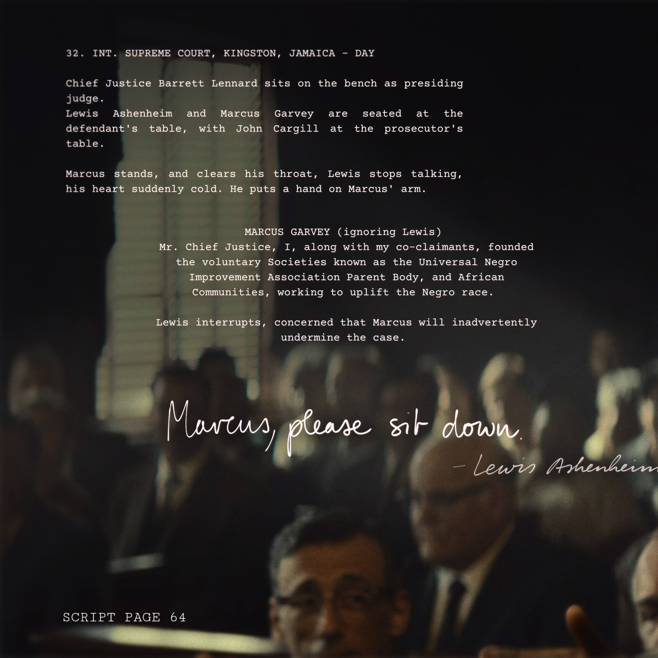 32. INT. SUPREME COURT, KINGSTON, JAMAICA - DAY
Chief Justice Barrett Lennard sits on the bench as presiding
judge.
Lewis Ashenheim and Marcus Garvey are seated at the
defendant's table, with John Cargill at the prosecutor's
table.
Marcus stands, and clears his throat, Lewis stops talking,
his heart suddenly cold. He puts a hand on Marcus' arm.
MARCUS GARVEY (ignoring Lewis)
Mr. Chief Justice, I, along with my co-claimants, founded
the voluntary Societies known as the Universal Negro
Improvement Association Parent Body, and African
Communities, working to uplift the Negro race.
Lewis interrupts, concerned that Marcus will inadvertently
undermine the case.
Marcus, please sit down.
- Lewis Ashenheim
SCRIPT PAGE 64